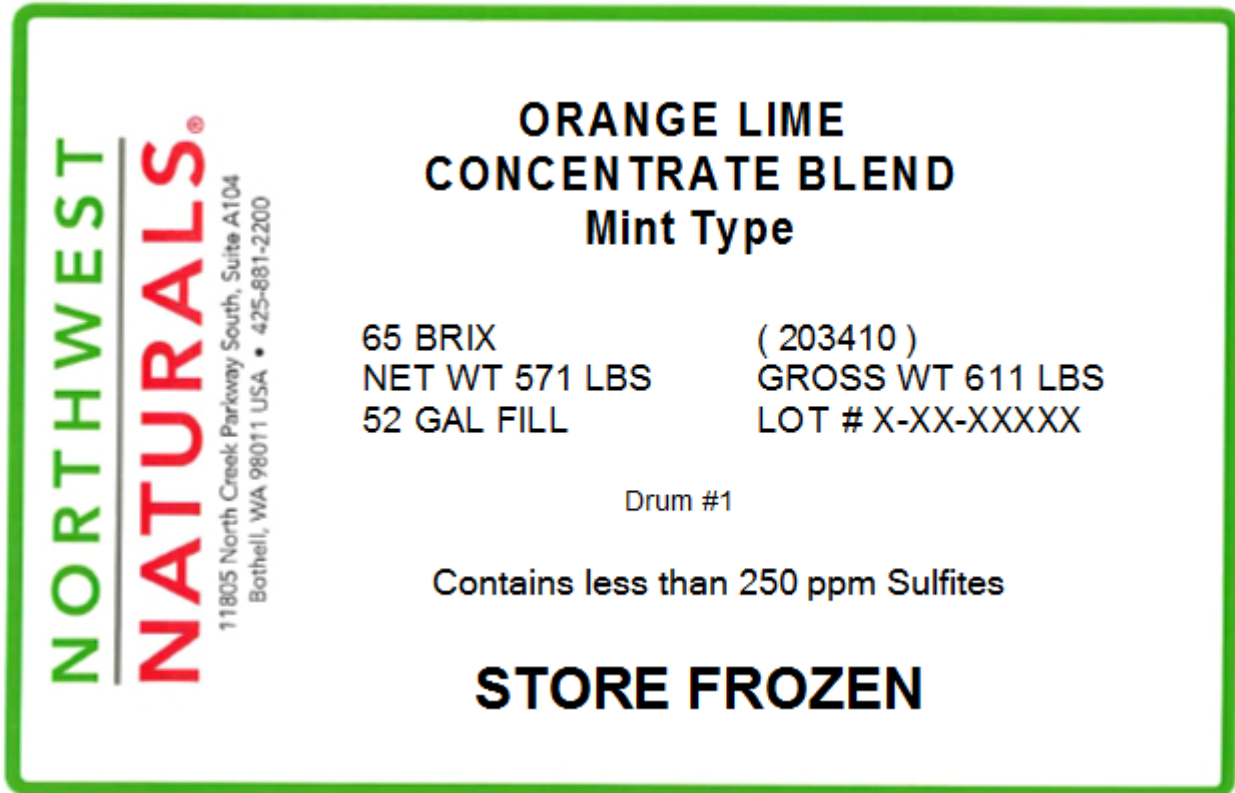 NORTHWEST
NATURALS®
11805 North Creek Parkway South, Suite A104
Bothell, WA 98011 USA • 425-881-2200
ORANGE LIME
CONCENTRATE BLEND
Mint Type
65 BRIX ( 203410 )
NET WT 571 LBS GROSS WT 611 LBS
52 GAL FILL LOT # X-XX-XXXXX
Drum #1
Contains less than 250 ppm Sulfites
STORE FROZEN